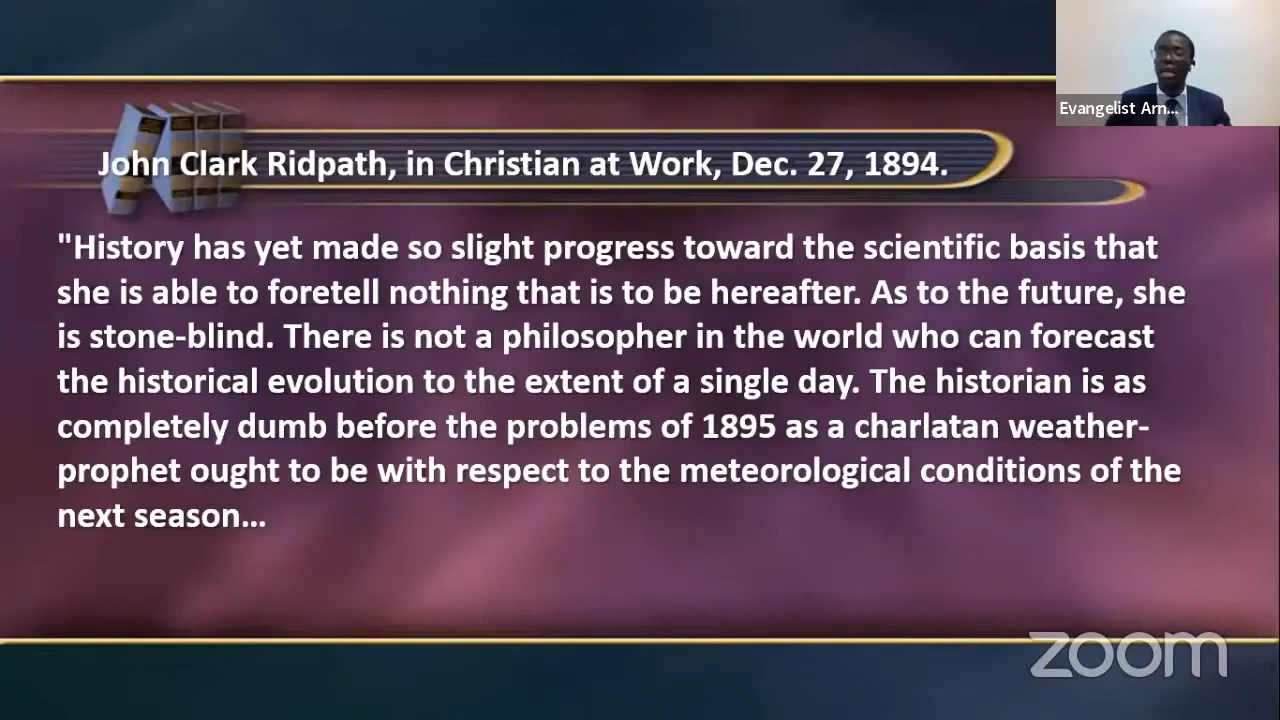 Evangelist Arn...
John Clark Ridpath, in Christian at Work, Dec. 27, 1894.
"History has yet made so slight progress toward the scientific basis that
she is able to foretell nothing that is to be hereafter. As to the future, she
is stone-blind. There is not a philosopher in the world who can forecast
the historical evolution to the extent of a single day. The historian is as
completely dumb before the problems of 1895 as a charlatan weather-
prophet ought to be with respect to the meteorological conditions of the
next season…
zoom